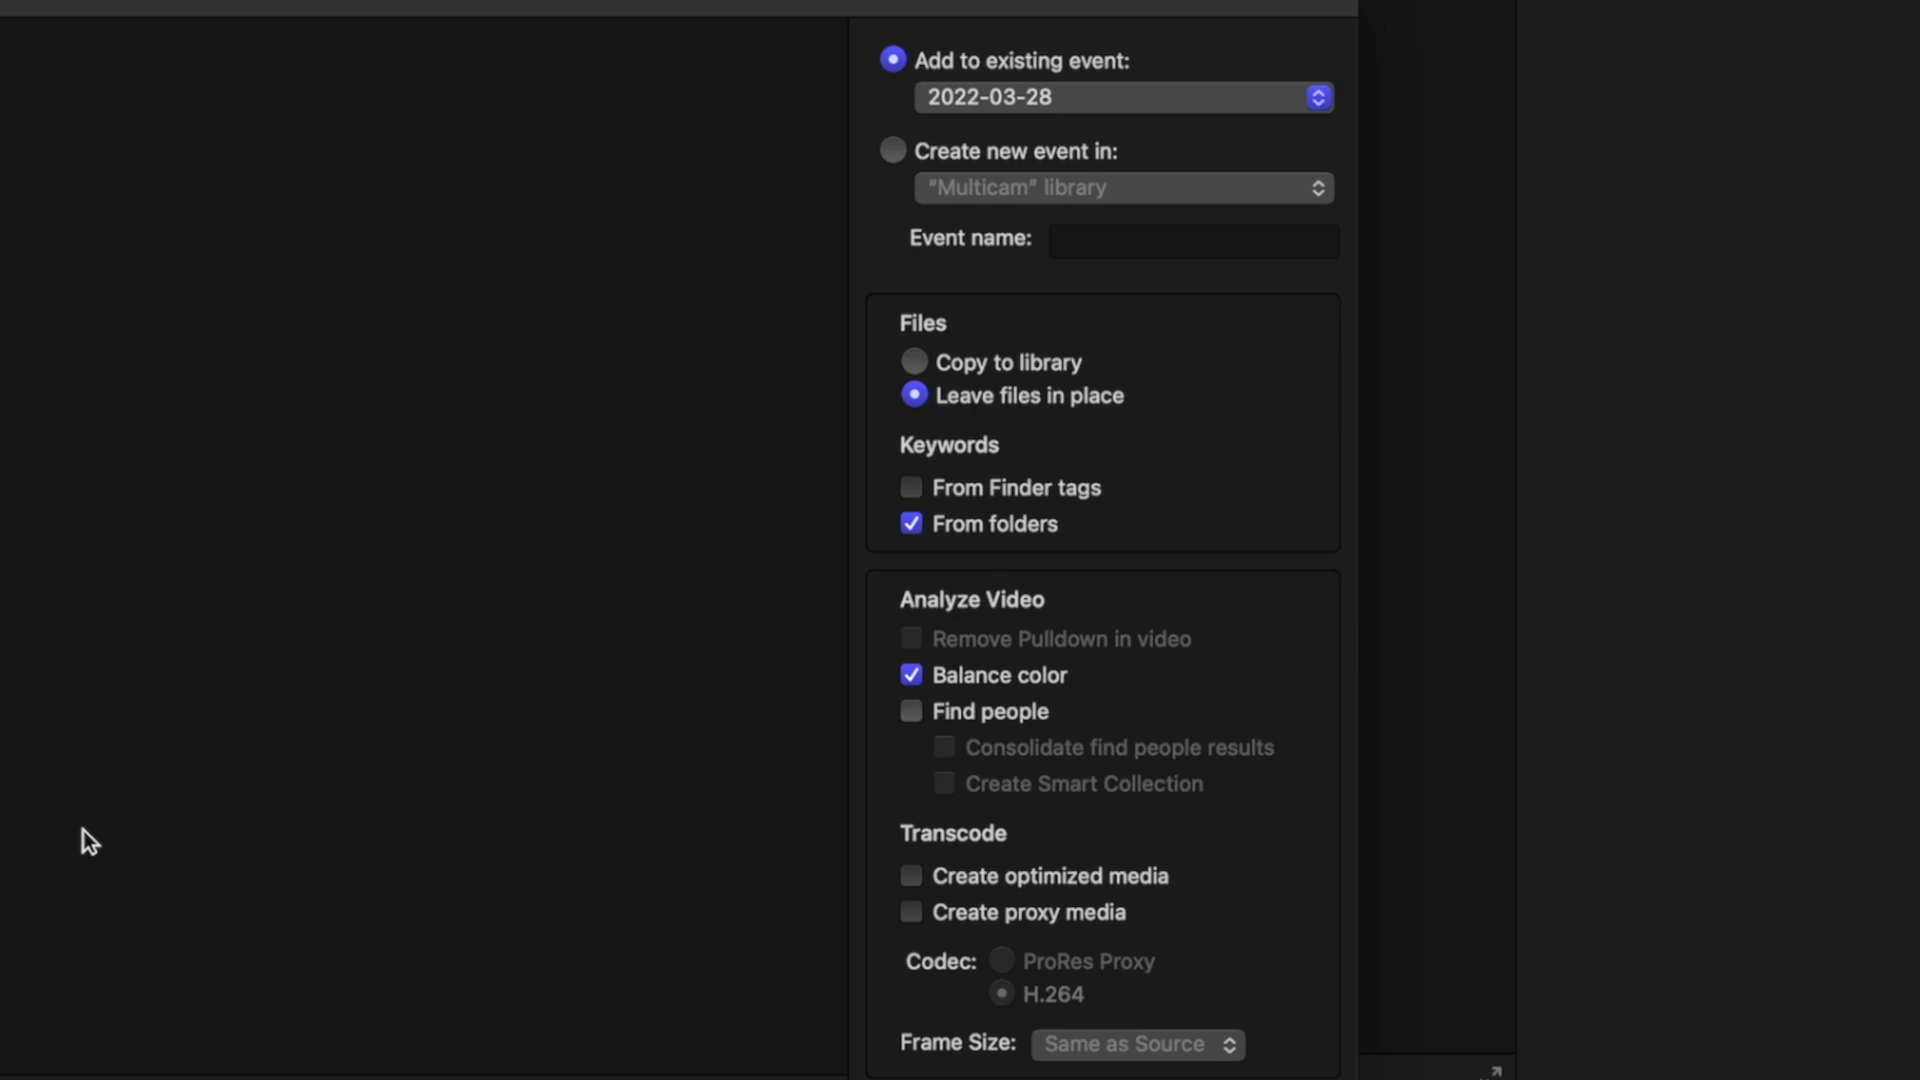 Add to existing event:
2022-03-28
Create new event in:
“Multicam” library
Event name:
Files
Copy to library
Leave files in place
Keywords
From Finder tags
From folders
Analyze Video
Remove Pulldown in video
Balance color
Find people
Consolidate find people results
Create Smart Collection
Transcode
Create optimized media
Create proxy media
Codec: ProRes Proxy
H.264
Frame Size: Same as Source